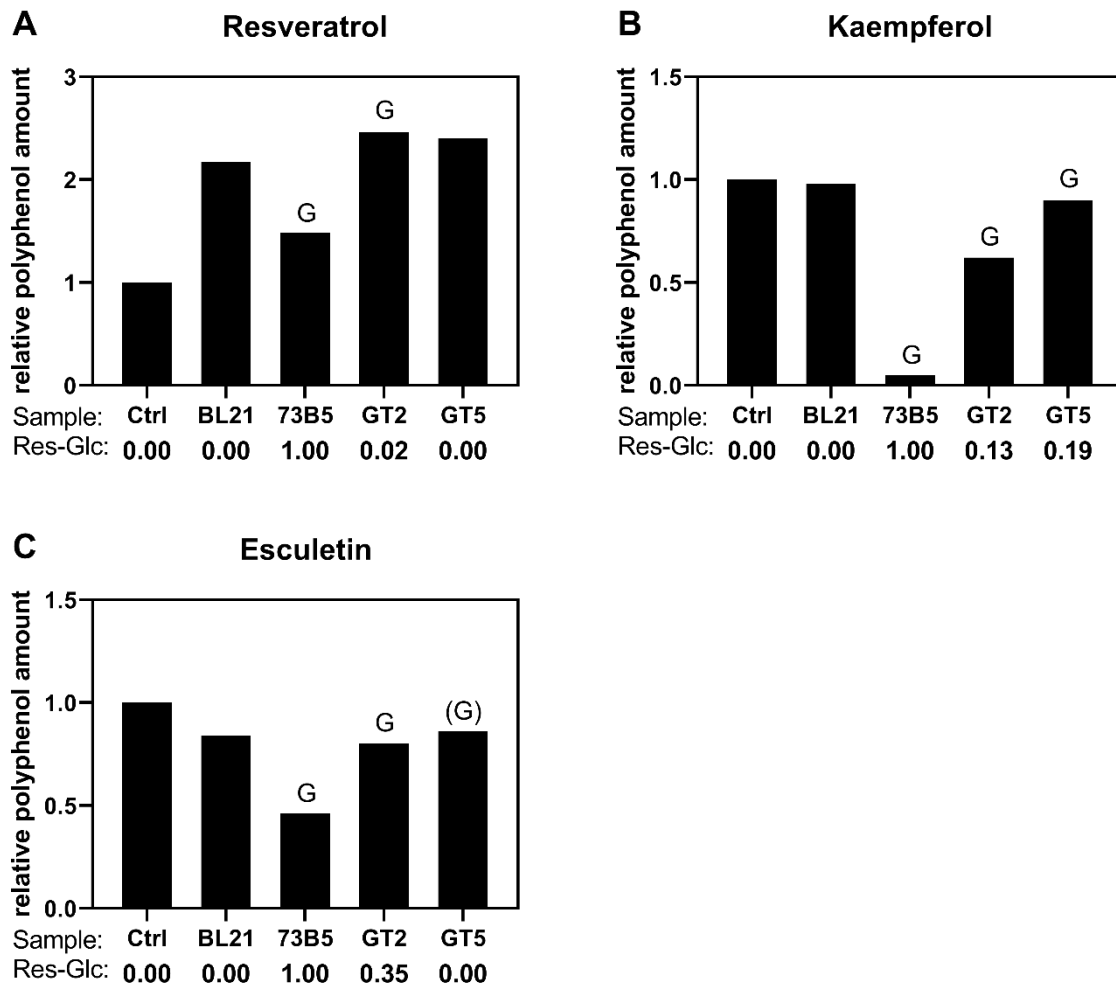 A
Resveratrol
relative polyphenol amount
3
2
1
0
G
G
Sample: Ctrl BL21 73B5 GT2 GT5
Res-Glc: 0.00 0.00 1.00 0.02 0.00
B
Kaempferol
relative polyphenol amount
1.5
1.0
0.5
0.0
G
G
G
Sample: Ctrl BL21 73B5 GT2 GT5
Res-Glc: 0.00 0.00 1.00 0.13 0.19
C
Esculetin
relative polyphenol amount
1.5
1.0
0.5
0.0
G
G
(G)
Sample: Ctrl BL21 73B5 GT2 GT5
Res-Glc: 0.00 0.00 1.00 0.35 0.00